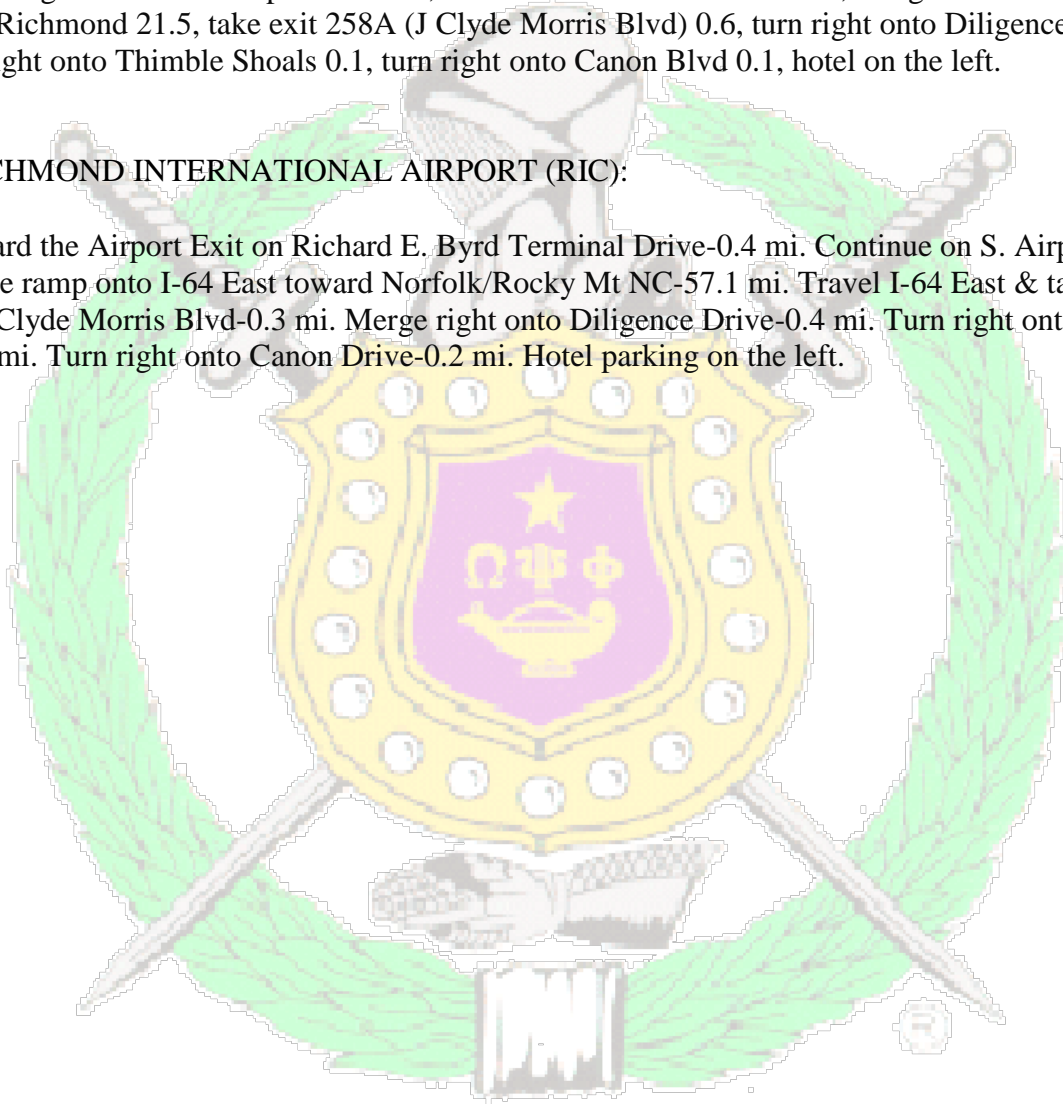 Richmond 21.5, take exit 258A (J Clyde Morris Blvd) 0.6, turn right onto Diligence
ght onto Thimble Shoals 0.1, turn right onto Canon Blvd 0.1, hotel on the left.
CHMOND INTERNATIONAL AIRPORT (RIC):
ard the Airport Exit on Richard E. Byrd Terminal Drive-0.4 mi. Continue on S. Airp
e ramp onto I-64 East toward Norfolk/Rocky Mt NC-57.1 mi. Travel I-64 East & ta
Clyde Morris Blvd-0.3 mi. Merge right onto Diligence Drive-0.4 mi. Turn right ont
mi. Turn right onto Canon Drive-0.2 mi. Hotel parking on the left.
Ω Ψ Φ
®